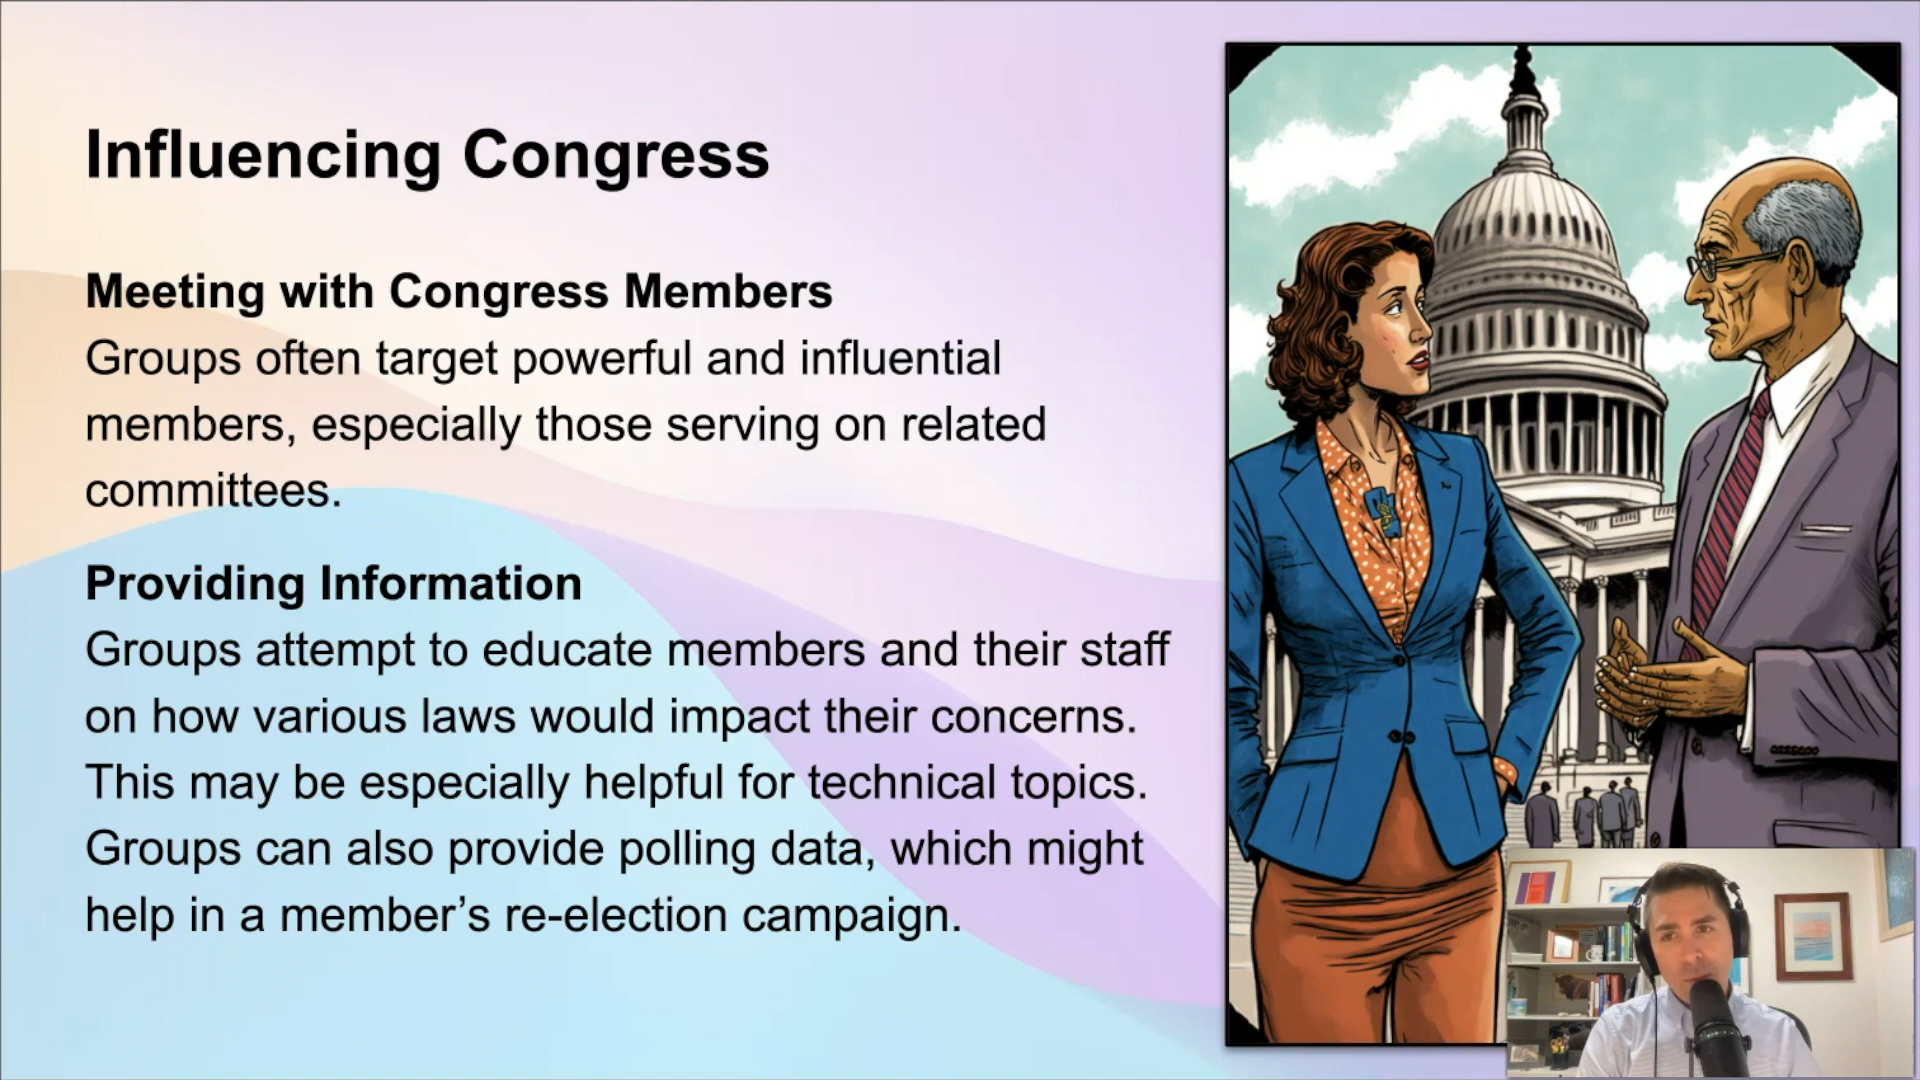 Influencing Congress
Meeting with Congress Members
Groups often target powerful and influential
members, especially those serving on related
committees.
Providing Information
Groups attempt to educate members and their staff
on how various laws would impact their concerns.
This may be especially helpful for technical topics.
Groups can also provide polling data, which might
help in a member’s re-election campaign.